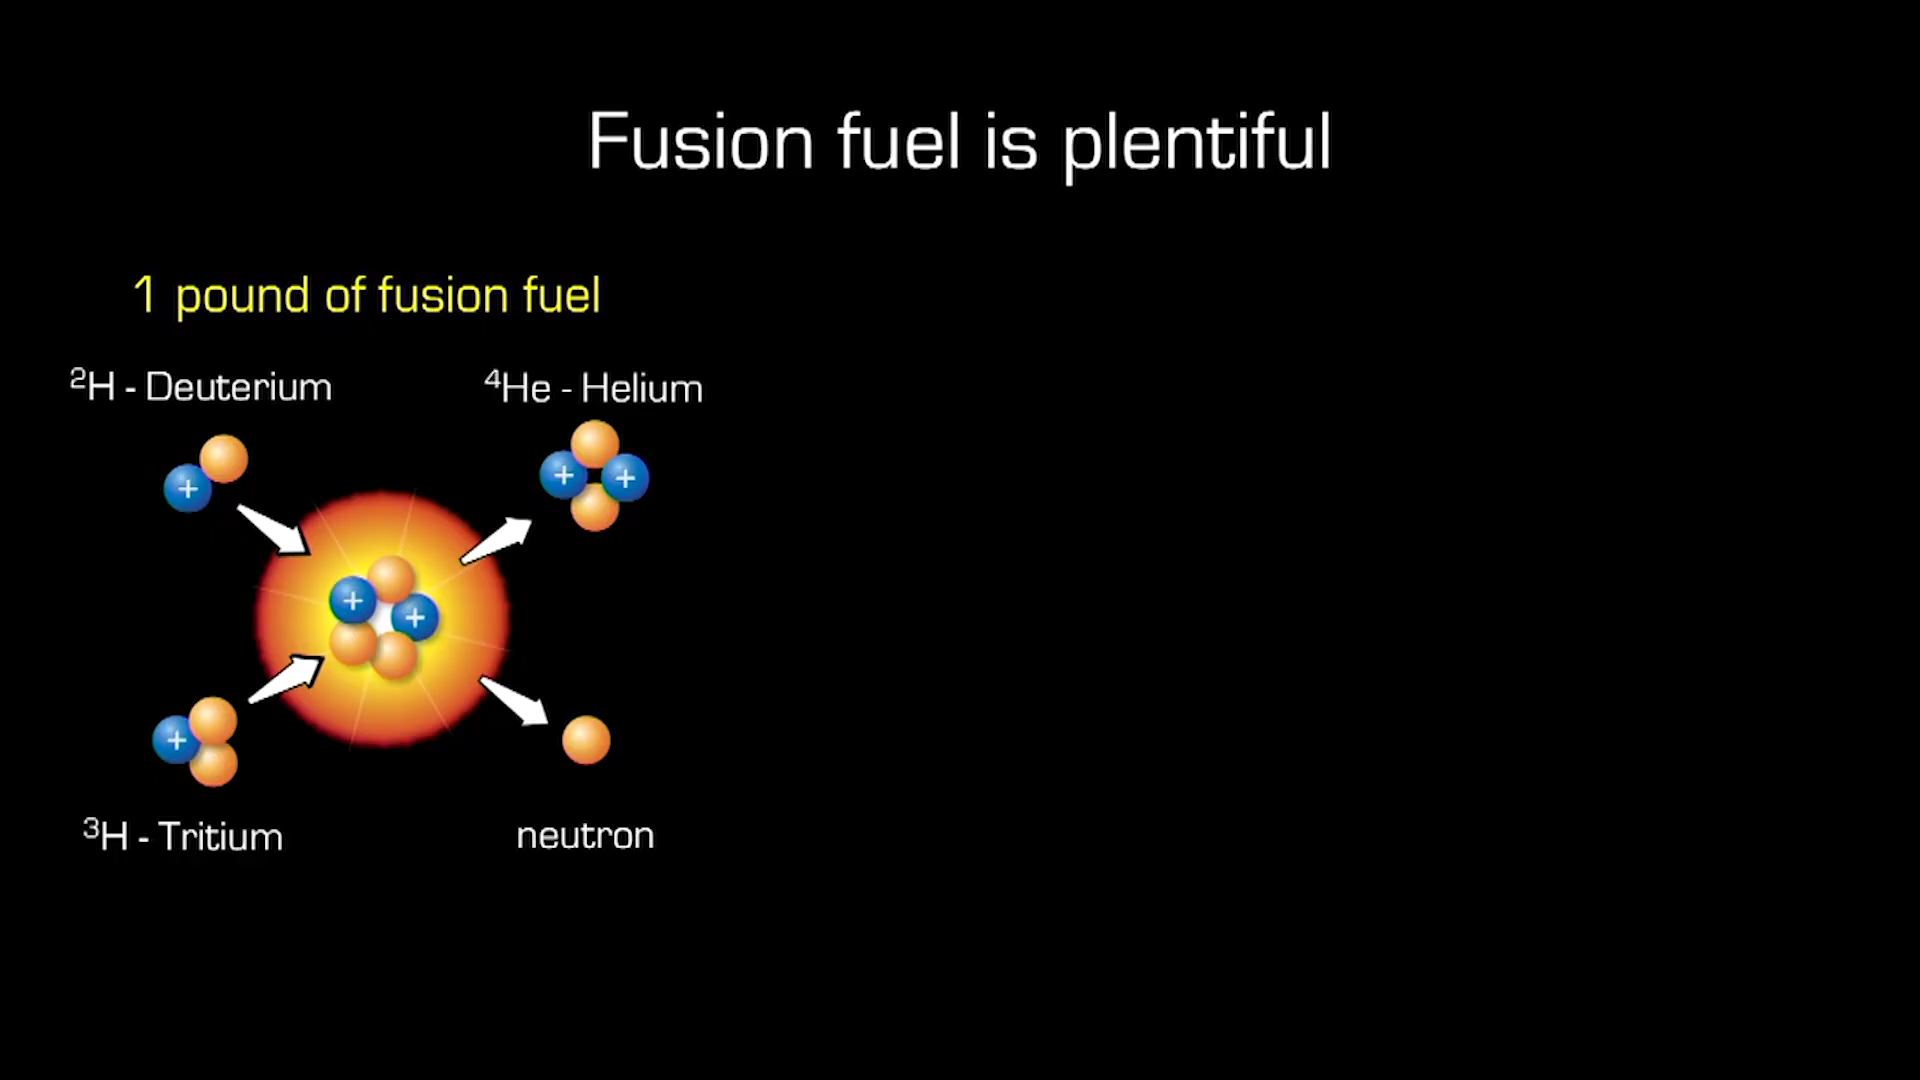 Fusion fuel is plentiful
1 pound of fusion fuel
²H - Deuterium
⁴He - Helium
+
+ +
+ +
+
³H - Tritium
neutron